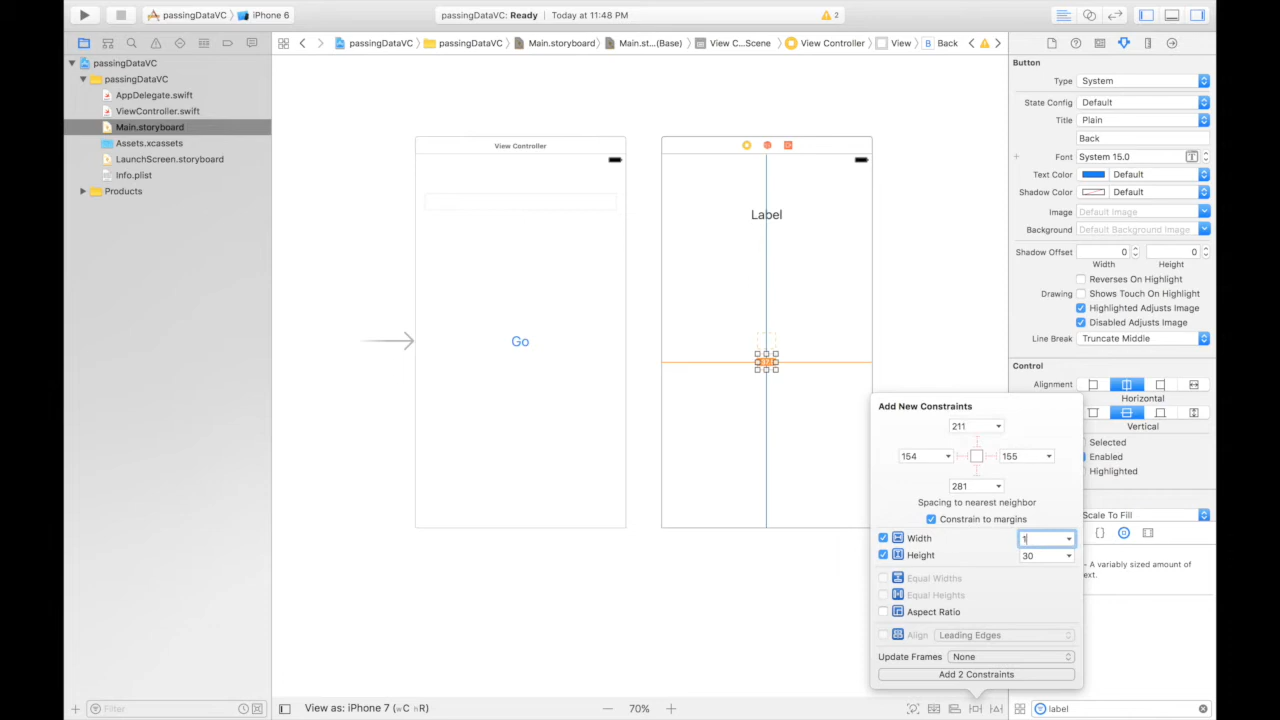 passingDataVC
iPhone 6
passingDataVC: Ready
Today at 11:48 PM
2
passingDataVC
passingDataVC
Main.storyboard
Main.st...(Base)
View C...Scene
View Controller
View
B
Back
passingDataVC
passingDataVC
AppDelegate.swift
ViewController.swift
Main.storyboard
Assets.xcassets
LaunchScreen.storyboard
Info.plist
Products
View Controller
Go
Label
Button
Type
System
State Config
Default
Title
Plain
Back
Font
System 15.0
Text Color
Default
Shadow Color
Default
Image
Default Image
Background
Default Background Image
Shadow Offset
0
0
Width
Height
Reverses On Highlight
Drawing
Shows Touch On Highlight
Highlighted Adjusts Image
Disabled Adjusts Image
Line Break
Truncate Middle
Control
Alignment
Horizontal
Vertical
Selected
Enabled
Highlighted
Scale To Fill
- A variably sized amount of
ext.
Add New Constraints
211
154
155
281
Spacing to nearest neighbor
Constrain to margins
Width
1
Height
30
Equal Widths
Equal Heights
Aspect Ratio
Align
Leading Edges
Update Frames
None
Add 2 Constraints
Filter
View as: iPhone 7 (wC hR)
70%
label